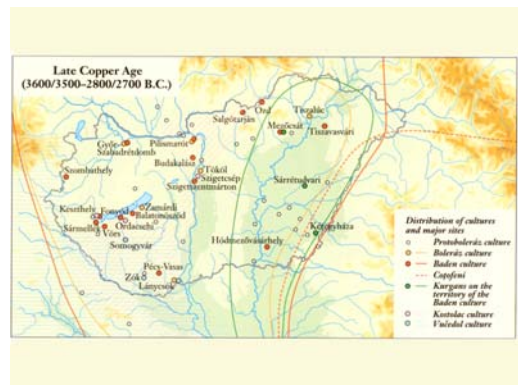 Late Copper Age
(3600/3500–2800/2700 B.C.)
Ózd
Salgótarján
Tiszalúc
Mezőcsát
Tiszavasvári
Győr-
Szabadrétdomb
Pilismarót
Budakalász
Szombathely
Tököl
Szigetcsép
Szigetszentmárton
Sárrétudvari
Keszthely
Fonyód
Zamárdi
Balatonőszöd
Ordacsehi
Sármellék
Vörs
Somogyvár
Hódmezővásárhely
Kétegyháza
Zók
Pécs-Vasas
Lánycsók
Distribution of cultures
and major sites
Protoboleráz culture
Boleráz culture
Baden culture
Coțofeni
Kurgans on the
territory of the
Baden culture
Kostolac culture
Vučedol culture